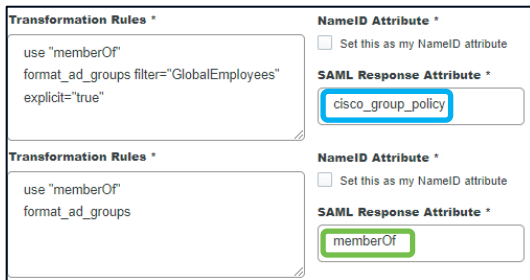 Transformation Rules *
NameID Attribute *
use "memberOf"
format_ad_groups filter="GlobalEmployees"
explicit="true"
Set this as my NameID attribute
SAML Response Attribute *
cisco_group_policy
Transformation Rules *
NameID Attribute *
use "memberOf"
format_ad_groups
Set this as my NameID attribute
SAML Response Attribute *
memberOf